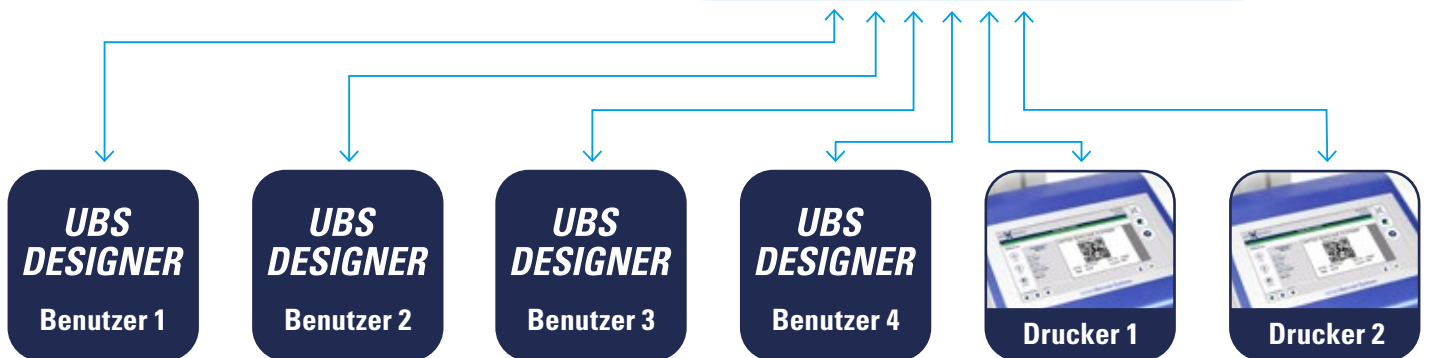 UBS
DESIGNER
Benutzer 1
UBS
DESIGNER
Benutzer 2
UBS
DESIGNER
Benutzer 3
UBS
DESIGNER
Benutzer 4
Drucker 1
Drucker 2